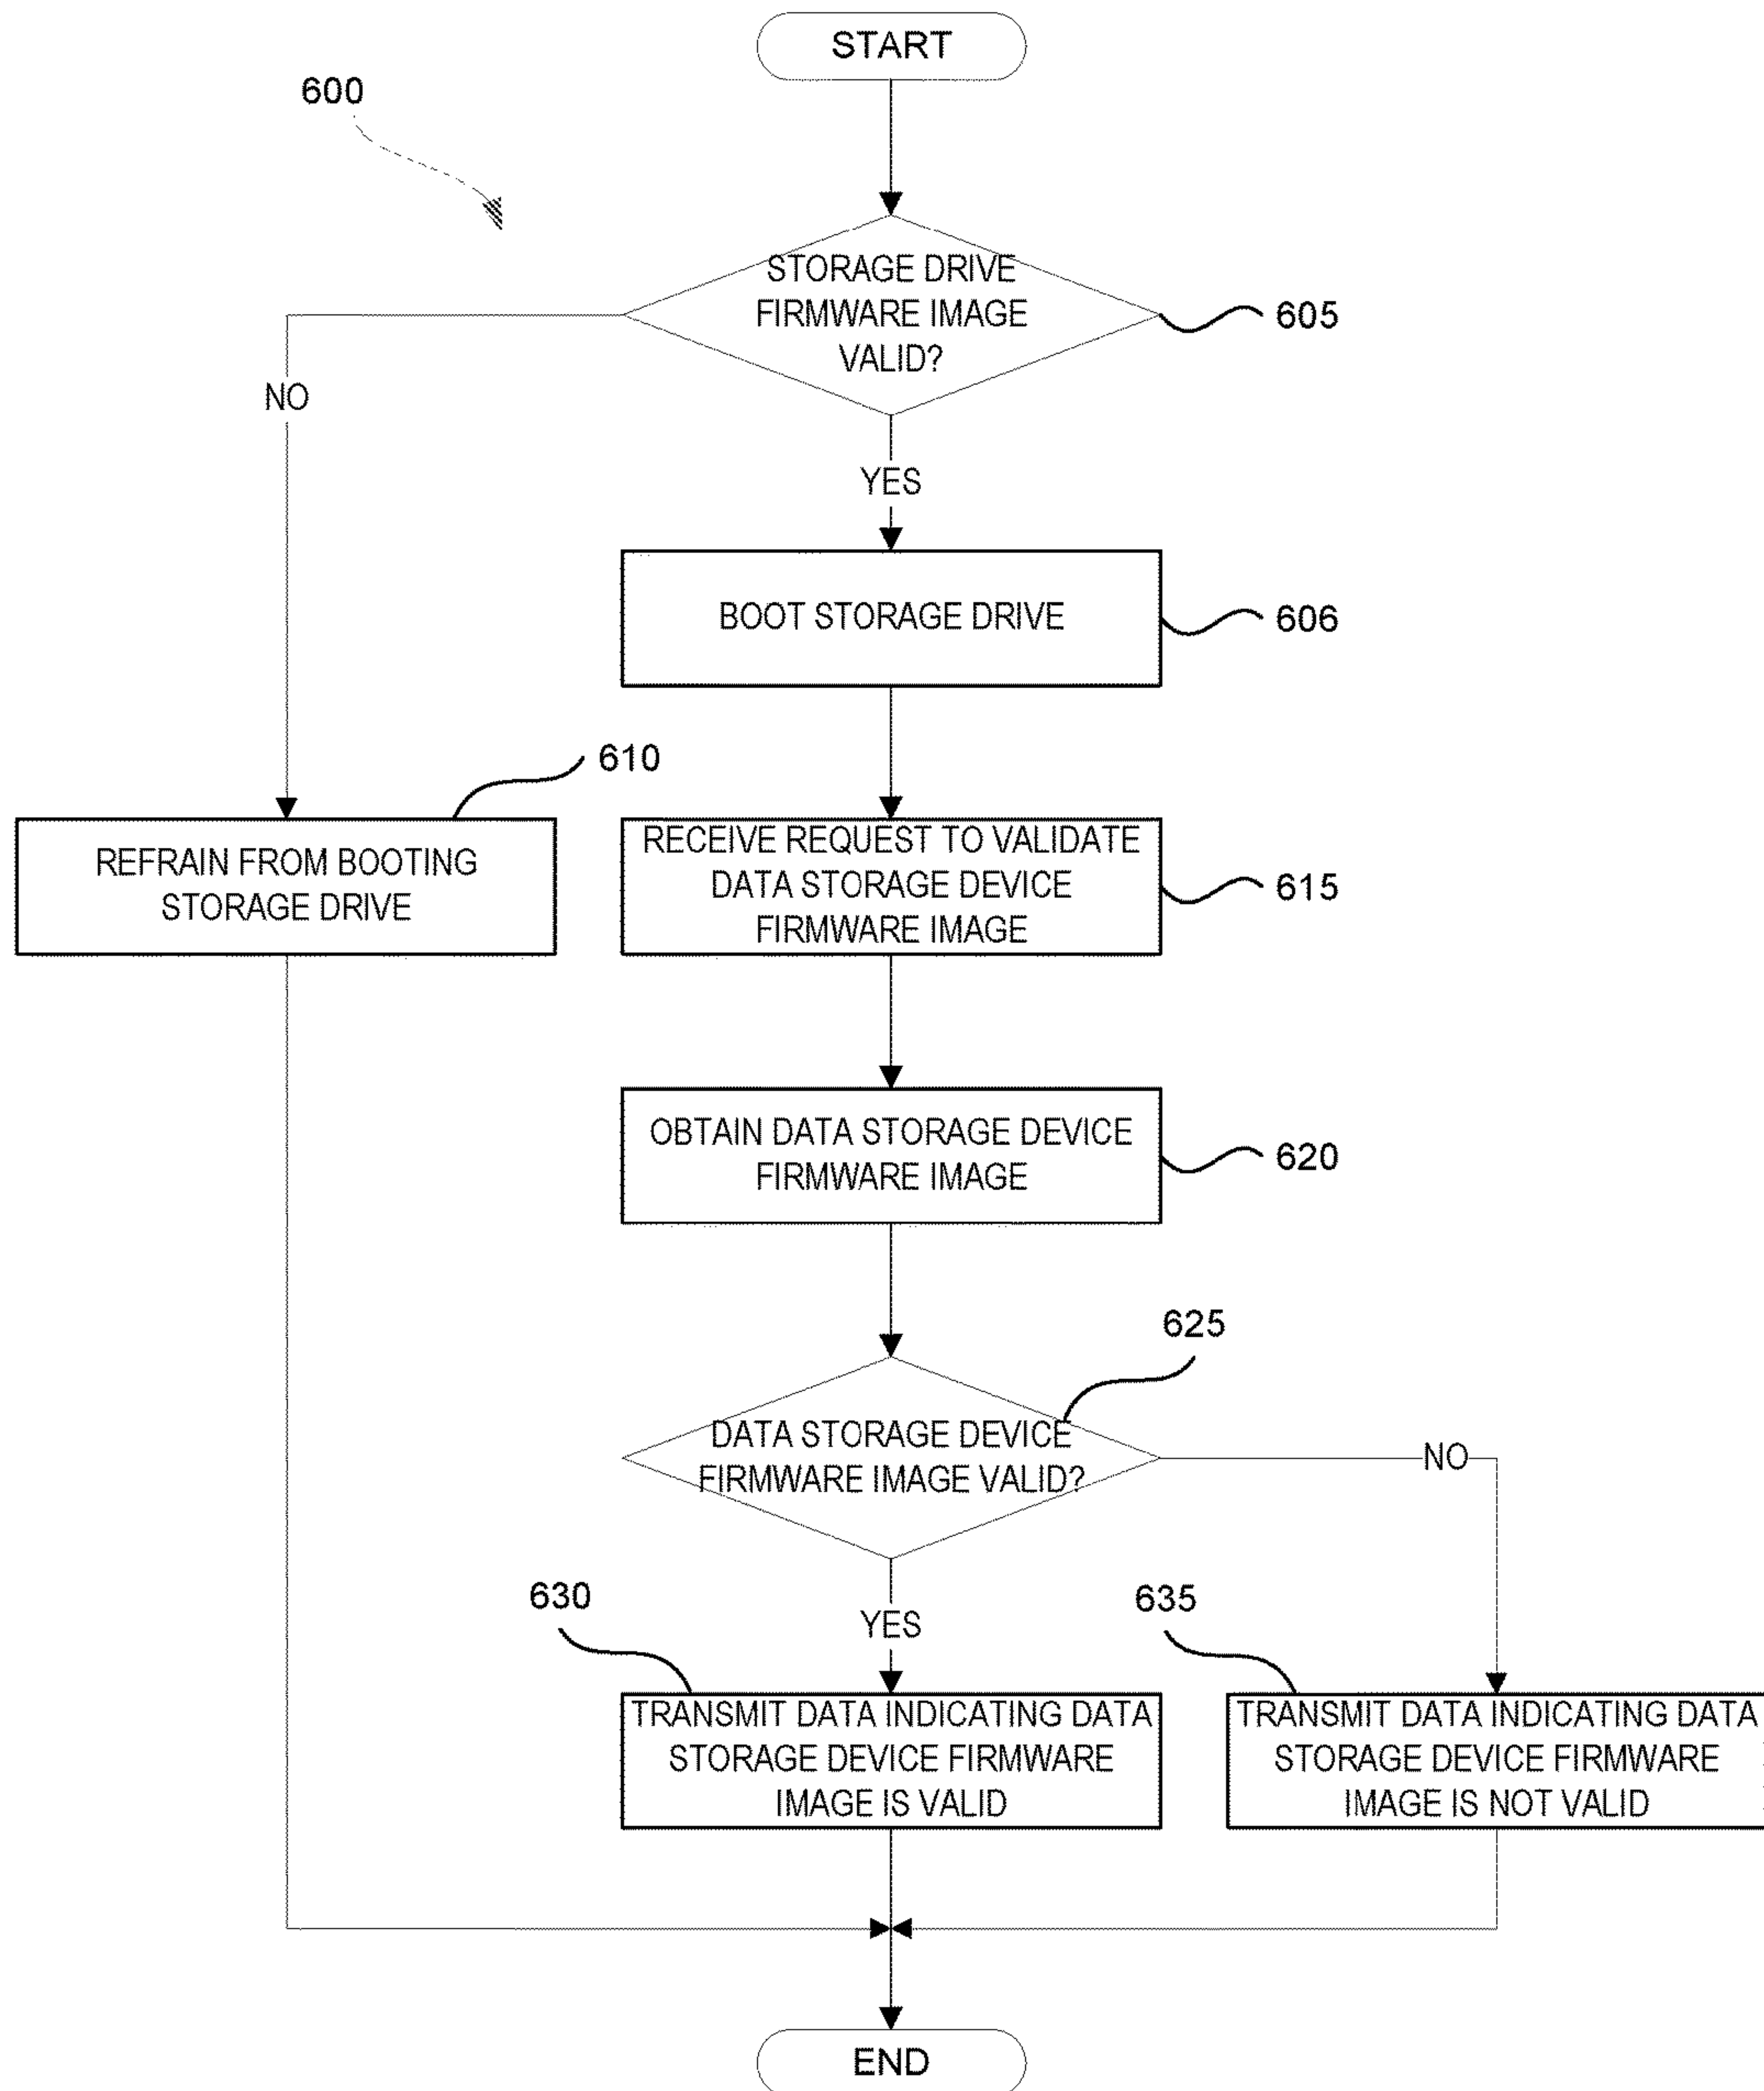 START
600
STORAGE DRIVE
FIRMWARE IMAGE
VALID?
605
NO
YES
BOOT STORAGE DRIVE
606
610
REFRAIN FROM BOOTING
STORAGE DRIVE
RECEIVE REQUEST TO VALIDATE
DATA STORAGE DEVICE
FIRMWARE IMAGE
615
OBTAIN DATA STORAGE DEVICE
FIRMWARE IMAGE
620
625
DATA STORAGE DEVICE
FIRMWARE IMAGE VALID?
NO
YES
630
635
TRANSMIT DATA INDICATING DATA
STORAGE DEVICE FIRMWARE
IMAGE IS VALID
TRANSMIT DATA INDICATING DATA
STORAGE DEVICE FIRMWARE
IMAGE IS NOT VALID
END